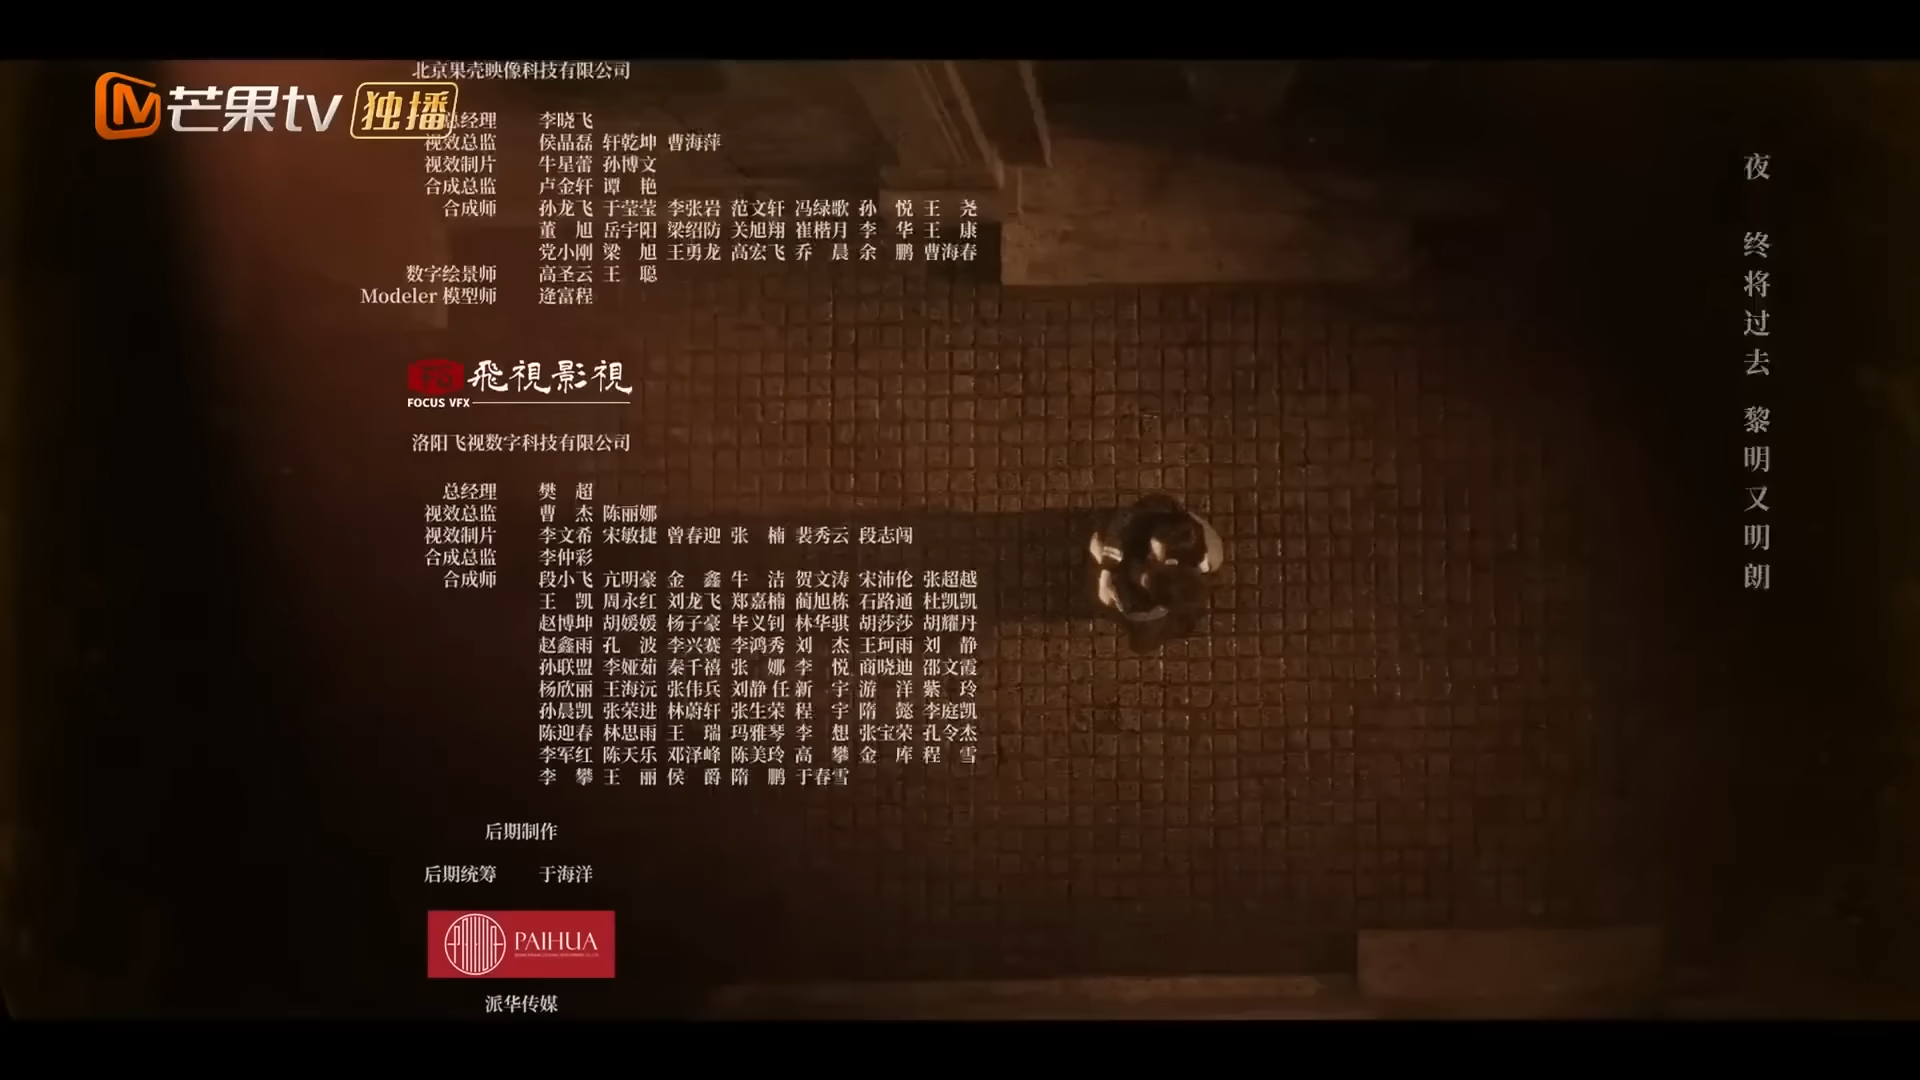 北京果壳映像科技有限公司
芒果tv 独播
总经理 李晓飞
视效总监 侯晶磊 轩乾坤 曹海萍
视效制片 牛星蕾 孙博文
合成总监 卢金轩 谭 艳
合成师 孙龙飞 于莹莹 李张岩 范文轩 冯绿歌 孙 悦 王 尧
董 旭 岳宇阳 梁绍防 关旭翔 崔楷月 李 华 王 康
党小刚 梁 旭 王勇龙 高宏飞 乔 晨 余 鹏 曹海春
数字绘景师 高圣云 王 聪
Modeler 模型师 逄富程
FS 飛視影視
FOCUS VFX
洛阳飞视数字科技有限公司
总经理 樊 超
视效总监 曹 杰 陈丽娜
视效制片 李文希 宋敏捷 曾春迎 张 楠 裴秀云 段志闯
合成总监 李仲彩
合成师 段小飞 亢明豪 金 鑫 牛 洁 贺文涛 宋沛伦 张超越
王 凯 周永红 刘龙飞 郑嘉楠 蔺旭栋 石路通 杜凯凯
赵博坤 胡媛媛 杨子豪 毕义钊 林华骐 胡莎莎 胡耀丹
赵鑫雨 孔 波 李兴赛 李鸿秀 刘 杰 王珂雨 刘 静
孙联盟 李娅茹 秦千禧 张 娜 李 悦 商晓迪 邵文霞
杨欣丽 王海沅 张伟兵 刘静 任新 宇 游 洋 紫 玲
孙晨凯 张荣进 林蔚轩 张生荣 程 宇 隋 懿 李庭凯
陈迎春 林思雨 王 瑞 玛雅琴 李 想 张宝荣 孔令杰
李军红 陈天乐 邓泽峰 陈美玲 高 攀 金 库 程 雪
李 攀 王 丽 侯 爵 隋 鹏 于春雪
后期制作
后期统筹 于海洋
PAIHUA
派华传媒
夜 终将过去 黎明又明朗